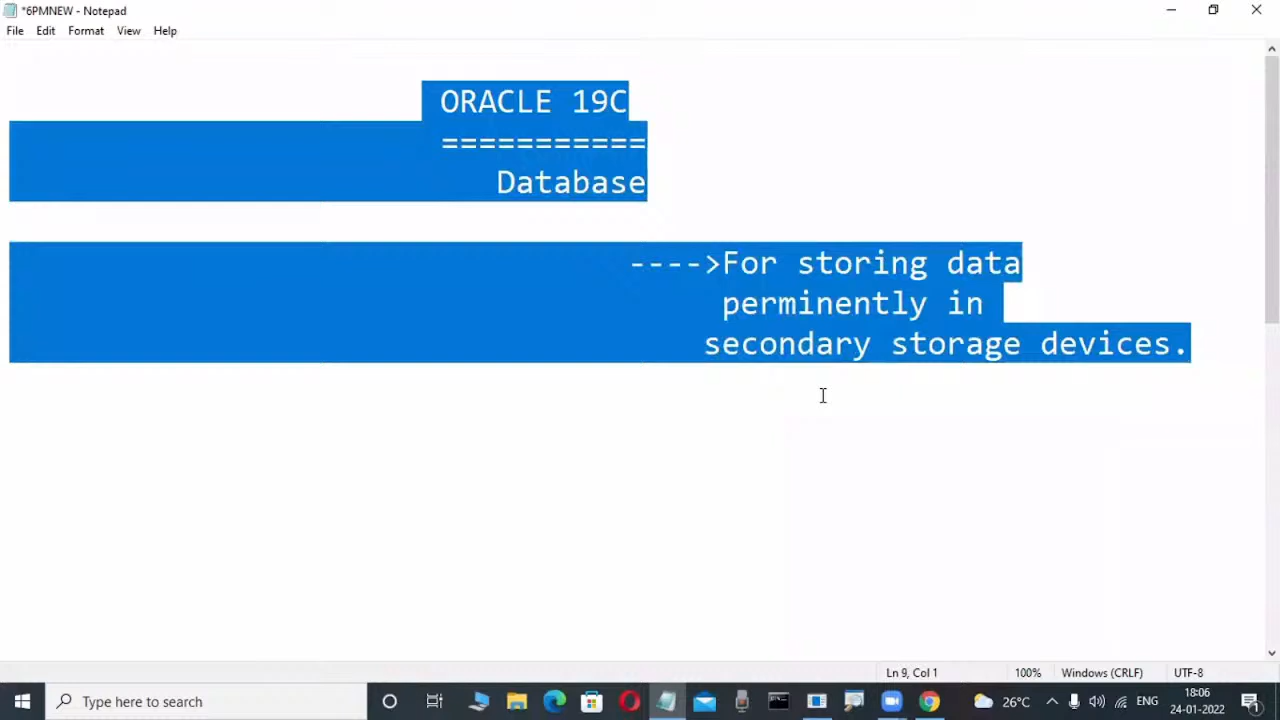 *6PMNEW - Notepad
File Edit Format View Help
ORACLE 19C
===========
Database
---->For storing data
perminently in
secondary storage devices.
Ln 9, Col 1 100% Windows (CRLF) UTF-8
Type here to search 26°C ENG 18:06
24-01-2022 1